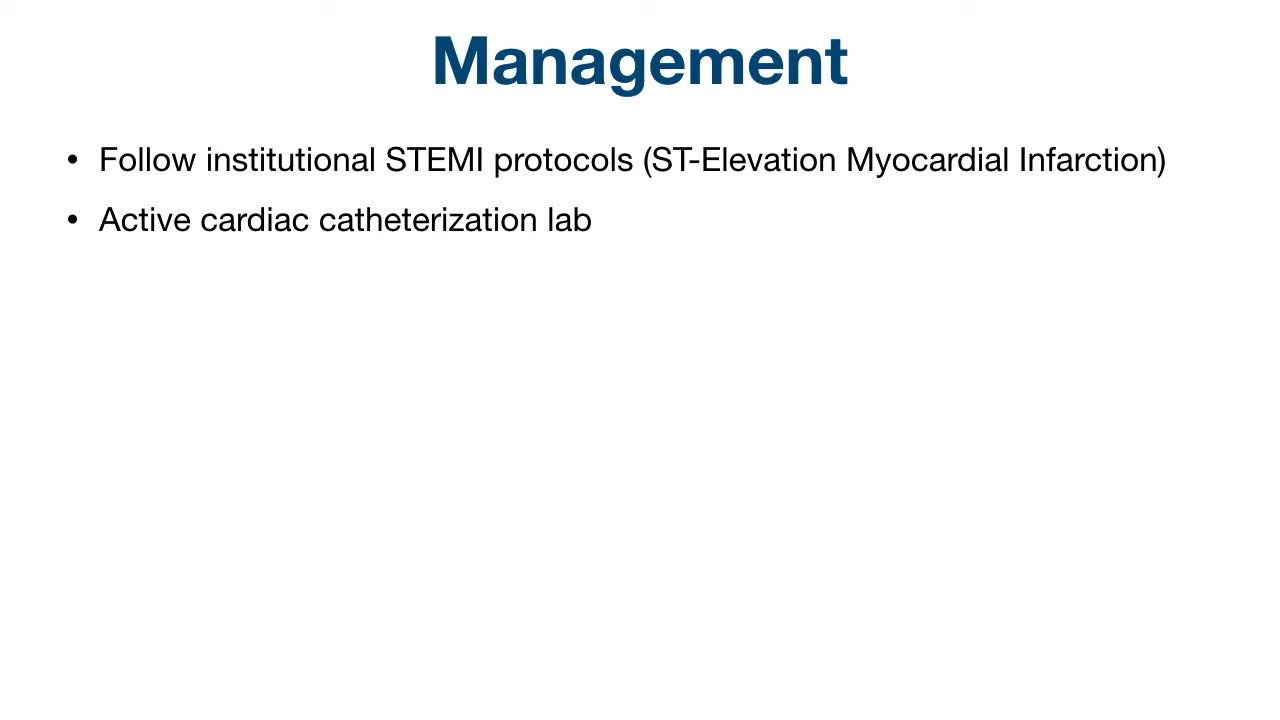 Management
• Follow institutional STEMI protocols (ST-Elevation Myocardial Infarction)
• Active cardiac catheterization lab